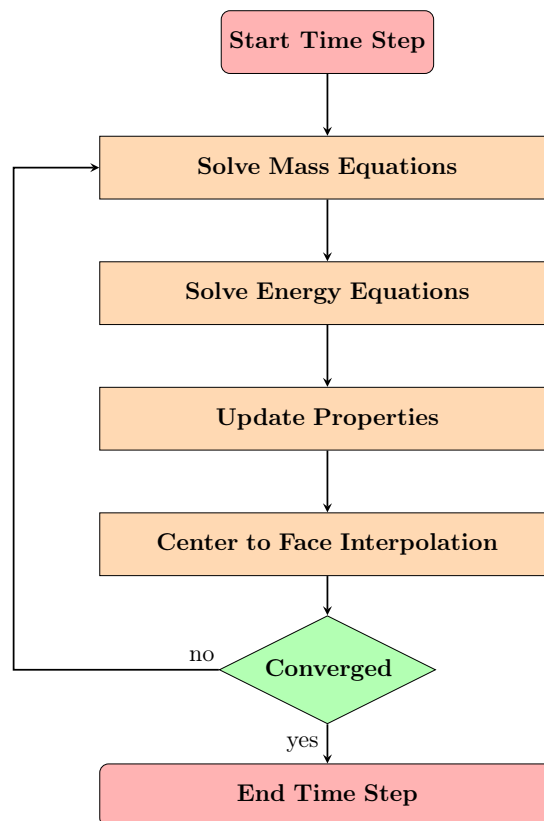 Start Time Step
Solve Mass Equations
Solve Energy Equations
Update Properties
Center to Face Interpolation
no
Converged
yes
End Time Step